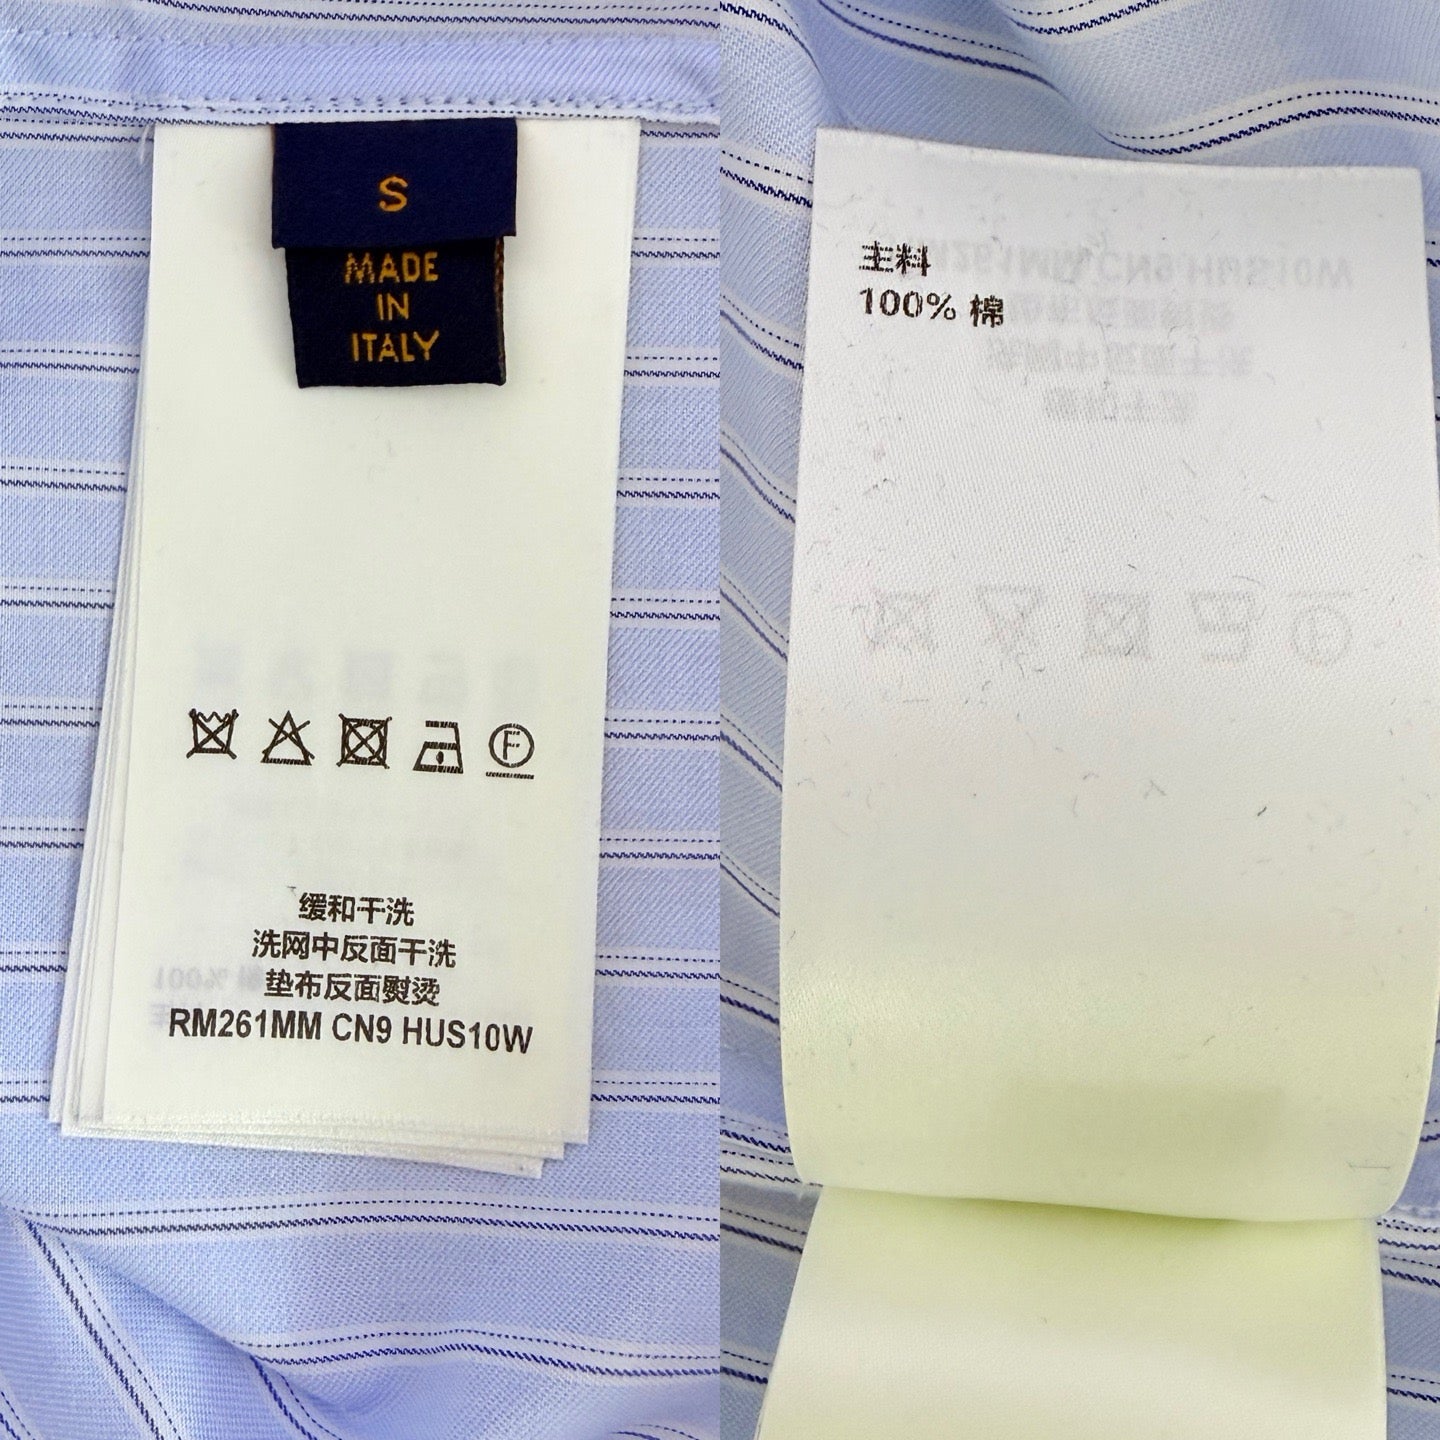 S
MADE
IN
ITALY
F
缓和干洗
洗网中反面干洗
垫布反面熨烫
RM261MM CN9 HUS10W
主料
100% 棉